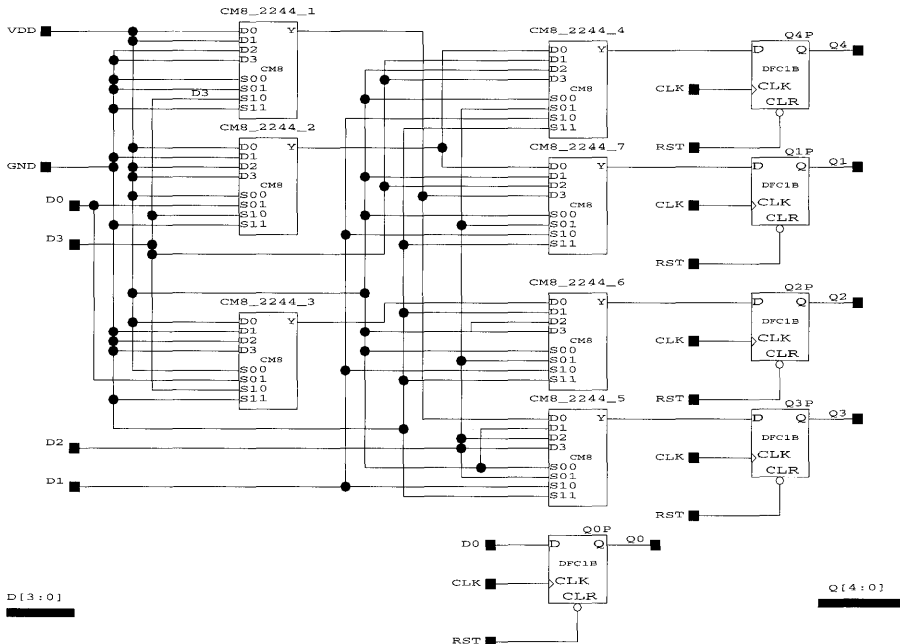 CM8_2244_1
VDD
D0 Y
D1
D2
D3
CM8
S00
S01
S10
S11
D3
CM8_2244_2
GND
D0 Y
D1
D2
D3
CM8
S00
S01
S10
S11
D0
D3
CM8_2244_3
D0 Y
D1
D2
D3
CM8
S00
S01
S10
S11
D2
D1
CM8_2244_4
D0 Y
D1
D2
D3
CM8
S00
S01
S10
S11
CM8_2244_7
D0 Y
D1
D2
D3
CM8
S00
S01
S10
S11
CM8_2244_6
D0 Y
D1
D2
D3
CM8
S00
S01
S10
S11
CM8_2244_5
D0 Y
D1
D2
D3
CM8
S00
S01
S10
S11
Q4P
D Q Q4
DFC1B
CLK CLK
CLR
RST
Q1P
D Q Q1
DFC1B
CLK CLK
CLR
RST
Q2P
D Q Q2
DFC1B
CLK CLK
CLR
RST
Q3P
D Q Q3
DFC1B
CLK CLK
CLR
RST
Q0P
D0 D Q Q0
DFC1B
CLK CLK
CLR
RST
D[3:0]
Q[4:0]